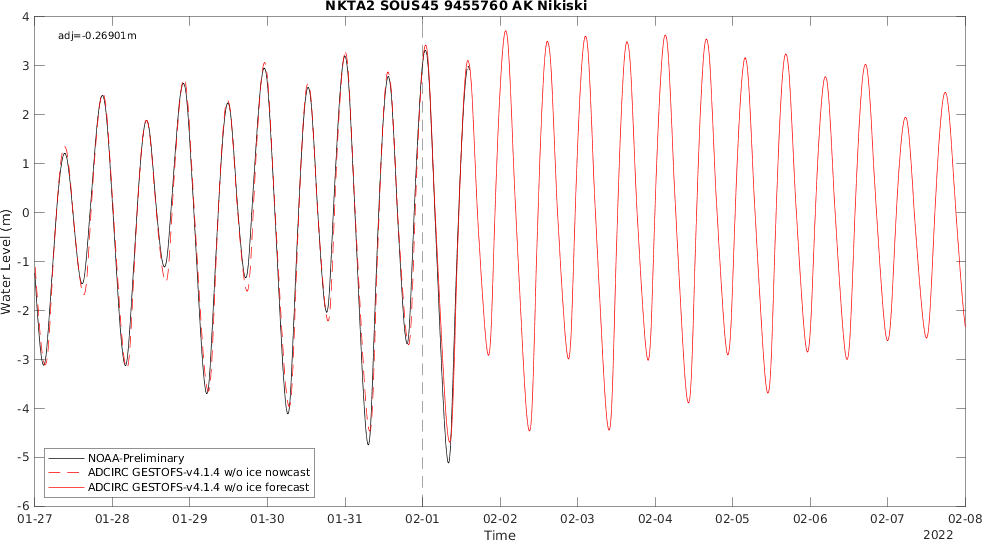 NKTA2 SOUS45 9455760 AK Nikiski
adj=-0.26901m
4
3
2
1
0
-1
-2
-3
-4
-5
-6
Water Level (m)
NOAA-Preliminary
ADCIRC GESTOFS-v4.1.4 w/o ice nowcast
ADCIRC GESTOFS-v4.1.4 w/o ice forecast
01-27 01-28 01-29 01-30 01-31 02-01 02-02 02-03 02-04 02-05 02-06 02-07 02-08
Time
2022